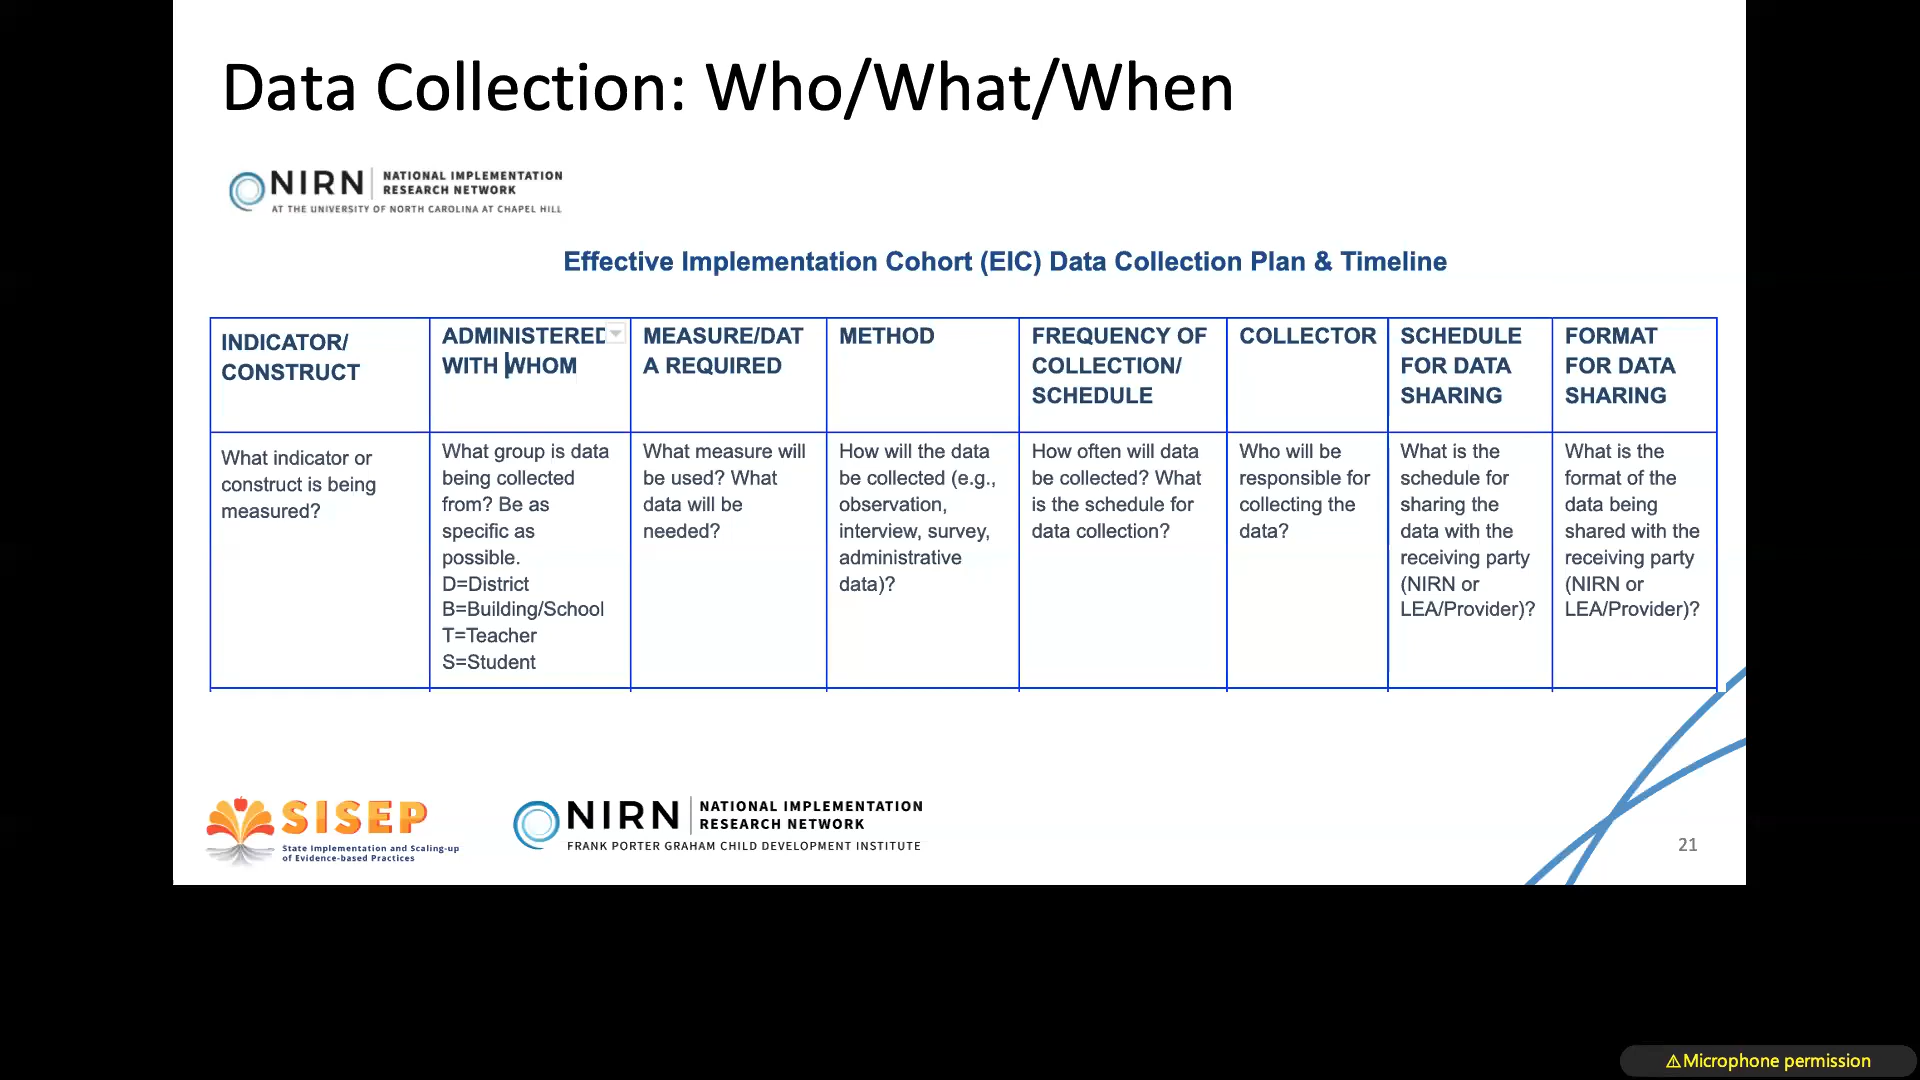 Data Collection: Who/What/When
NIRN
NATIONAL IMPLEMENTATION
RESEARCH NETWORK
AT THE UNIVERSITY OF NORTH CAROLINA AT CHAPEL HILL
Effective Implementation Cohort (EIC) Data Collection Plan & Timeline
INDICATOR/
CONSTRUCT
ADMINISTERED
WITH WHOM
MEASURE/DAT
A REQUIRED
METHOD
FREQUENCY OF
COLLECTION/
SCHEDULE
COLLECTOR
SCHEDULE
FOR DATA
SHARING
FORMAT
FOR DATA
SHARING
What indicator or
construct is being
measured?
What group is data
being collected
from? Be as
specific as
possible.
D=District
B=Building/School
T=Teacher
S=Student
What measure will
be used? What
data will be
needed?
How will the data
be collected (e.g.,
observation,
interview, survey,
administrative
data)?
How often will data
be collected? What
is the schedule for
data collection?
Who will be
responsible for
collecting the
data?
What is the
schedule for
sharing the
data with the
receiving party
(NIRN or
LEA/Provider)?
What is the
format of the
data being
shared with the
receiving party
(NIRN or
LEA/Provider)?
SISEP
State Implementation and Scaling-up
of Evidence-based Practices
NIRN
NATIONAL IMPLEMENTATION
RESEARCH NETWORK
FRANK PORTER GRAHAM CHILD DEVELOPMENT INSTITUTE
21
⚠Microphone permission